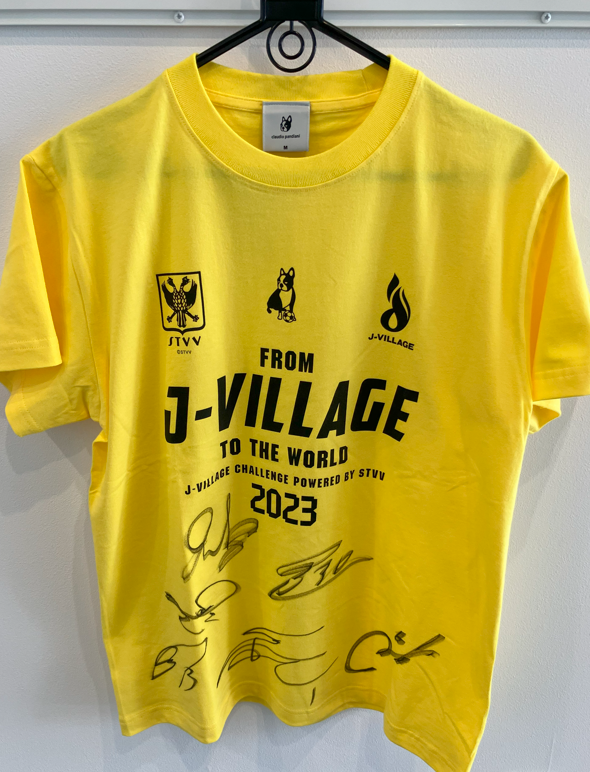 claudio pandiani
M
STVV
©STVV
J-VILLAGE
FROM
J-VILLAGE
TO THE WORLD
J-VILLAGE CHALLENGE POWERED BY STVV
2023